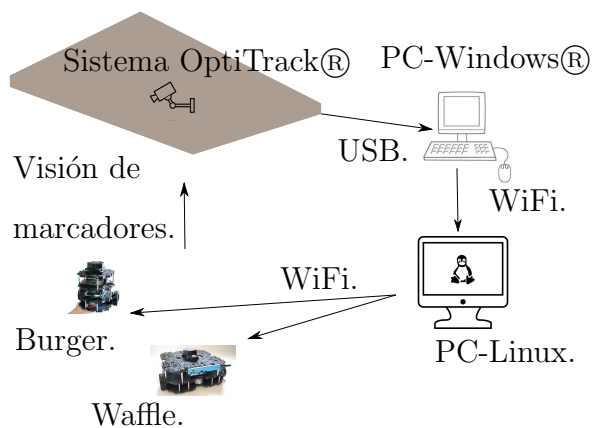 Sistema OptiTrack®
PC-Windows®
USB.
Visión de
marcadores.
WiFi.
WiFi.
Burger.
PC-Linux.
Waffle.